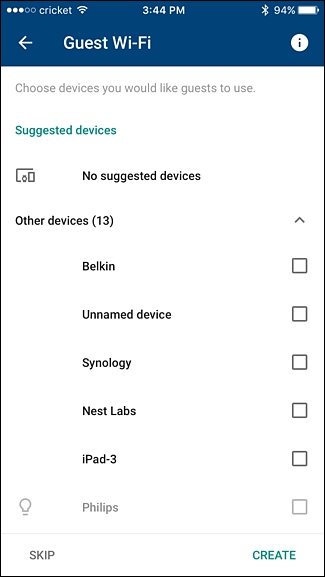 cricket 3:44 PM 94%
Guest Wi-Fi
Choose devices you would like guests to use.
Suggested devices
No suggested devices
Other devices (13)
Belkin
Unnamed device
Synology
Nest Labs
iPad-3
Philips
SKIP CREATE